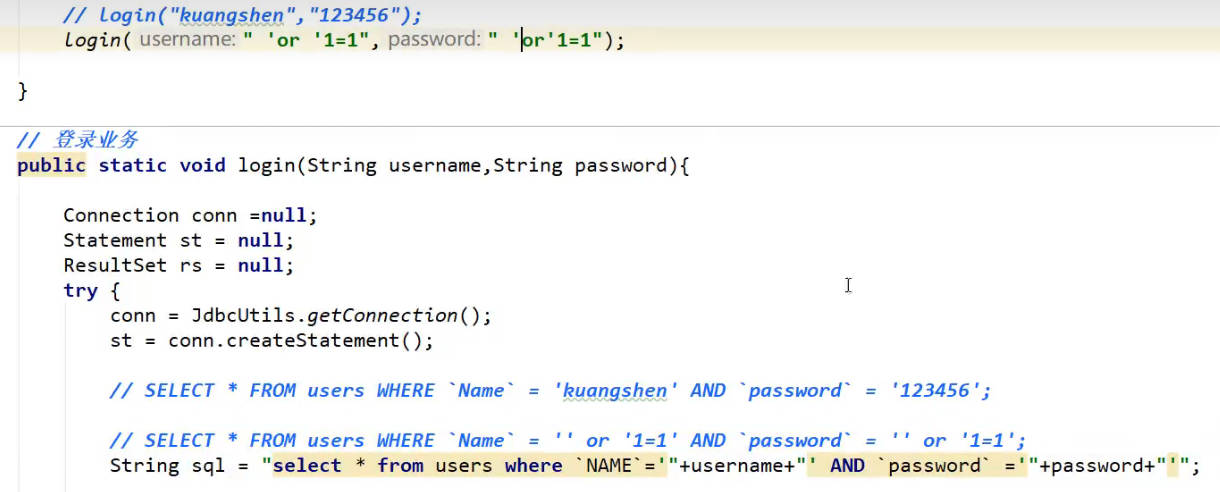 // login("kuangshen","123456");
login( username: " 'or '1=1", password: " 'or'1=1");
}
// 登录业务
public static void login(String username,String password){
Connection conn =null;
Statement st = null;
ResultSet rs = null;
try {
conn = JdbcUtils.getConnection();
st = conn.createStatement();
// SELECT * FROM users WHERE `Name` = 'kuangshen' AND `password` = '123456';
// SELECT * FROM users WHERE `Name` = '' or '1=1' AND `password` = '' or '1=1';
String sql = "select * from users where `NAME`='"+username+"' AND `password` ='"+password+"'";